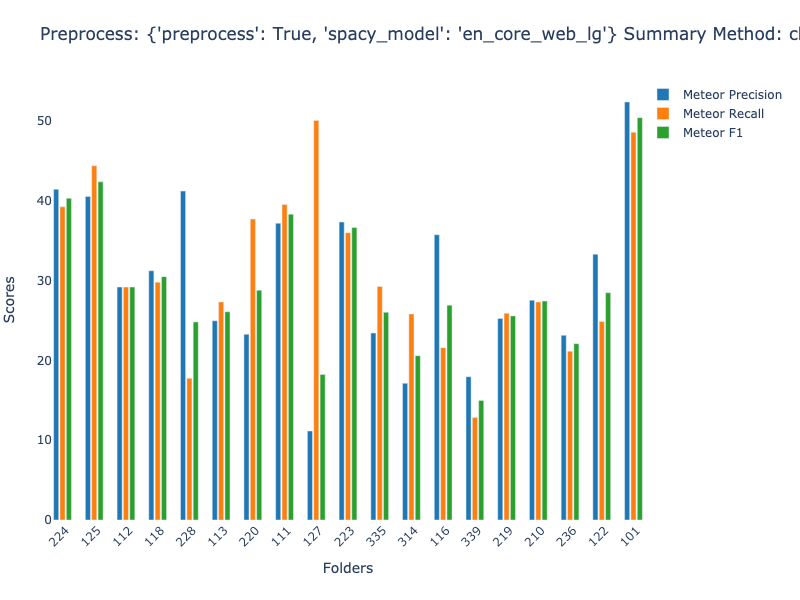 Preprocess: {'preprocess': True, 'spacy_model': 'en_core_web_lg'} Summary Method:
Meteor Precision
Meteor Recall
Meteor F1
Scores
50
40
30
20
10
0
224 125 112 118 228 113 220 111 127 223 335 314 116 339 219 210 236 122 101
Folders